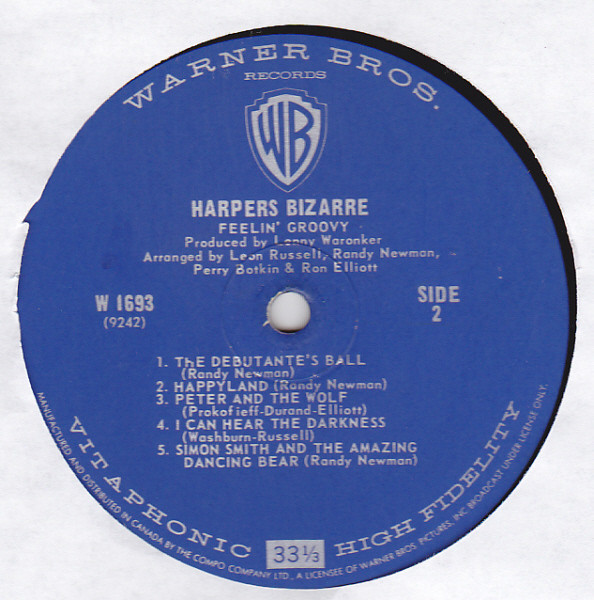 WARNER BROS.
RECORDS
WB
HARPERS BIZARRE
FEELIN' GROOVY
Produced by Lenny Waronker
Arranged by Leon Russell, Randy Newman,
Perry Botkin & Ron Elliott
W 1693
(9242)
SIDE
2
1. THE DEBUTANTE'S BALL
(Randy Newman)
2. HAPPYLAND (Randy Newman)
3. PETER AND THE WOLF
(Prokofieff-Durand-Elliott)
4. I CAN HEAR THE DARKNESS
(Washburn-Russell)
5. SIMON SMITH AND THE AMAZING
DANCING BEAR (Randy Newman)
VITAPHONIC
33⅓
HIGH FIDELITY
MANUFACTURED AND DISTRIBUTED IN CANADA BY THE COMPO COMPANY LTD., A LICENSEE OF WARNER BROS. PICTURES, INC. BROADCAST UNDER LICENSE ONLY.